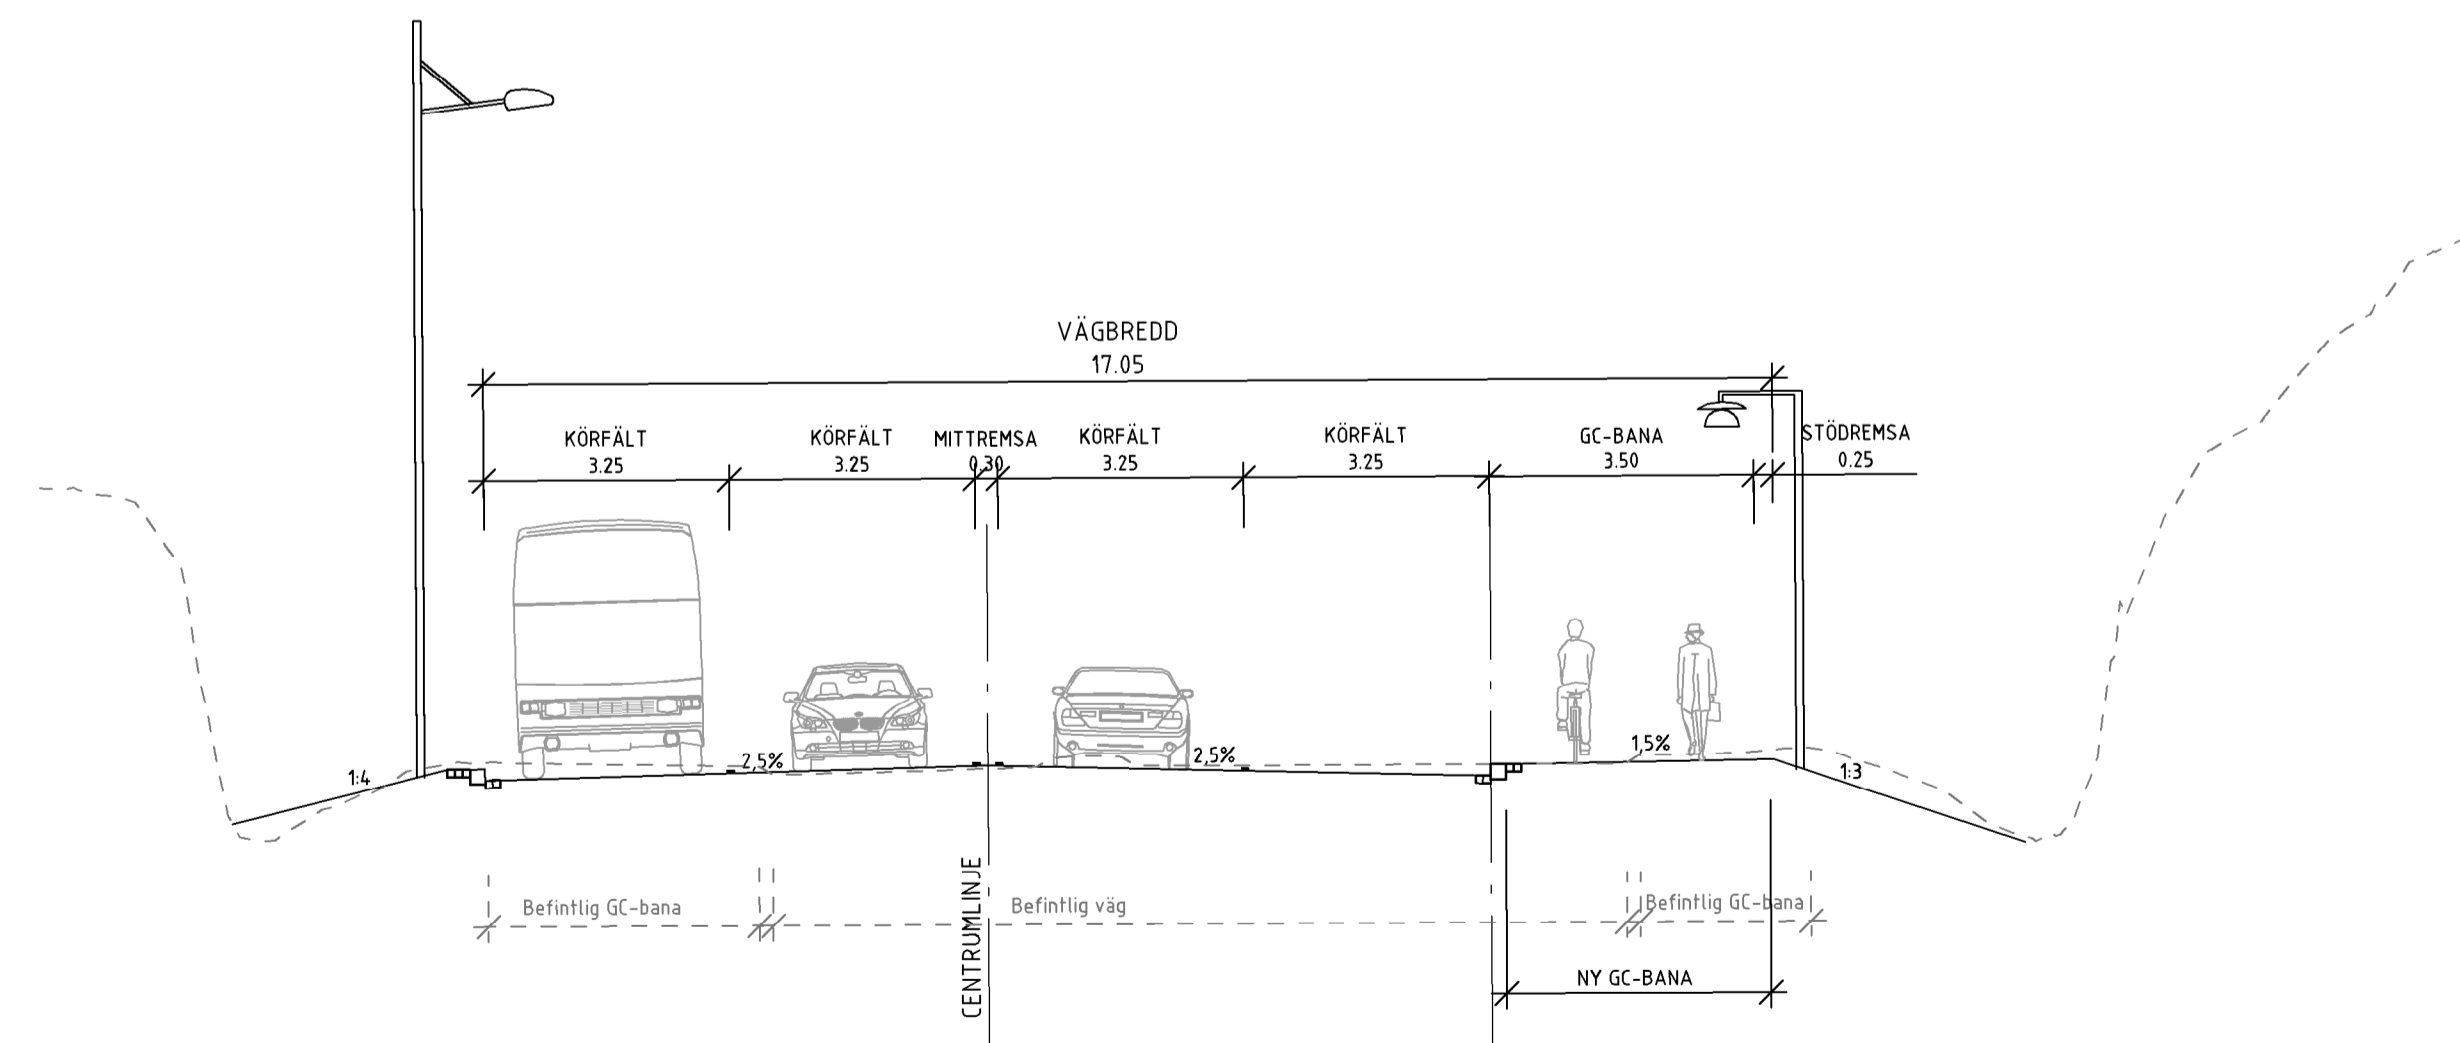 VÄGBREDD
17.05
KÖRFÄLT
3.25
KÖRFÄLT
3.25
MITTREMSA
0.30
KÖRFÄLT
3.25
KÖRFÄLT
3.25
GC-BANA
3.50
STÖDREMSA
0.25
1:4
2,5%
2,5%
1,5%
1:3
CENTRUMLINJE
Befintlig GC-bana
Befintlig väg
Befintlig GC-bana
NY GC-BANA